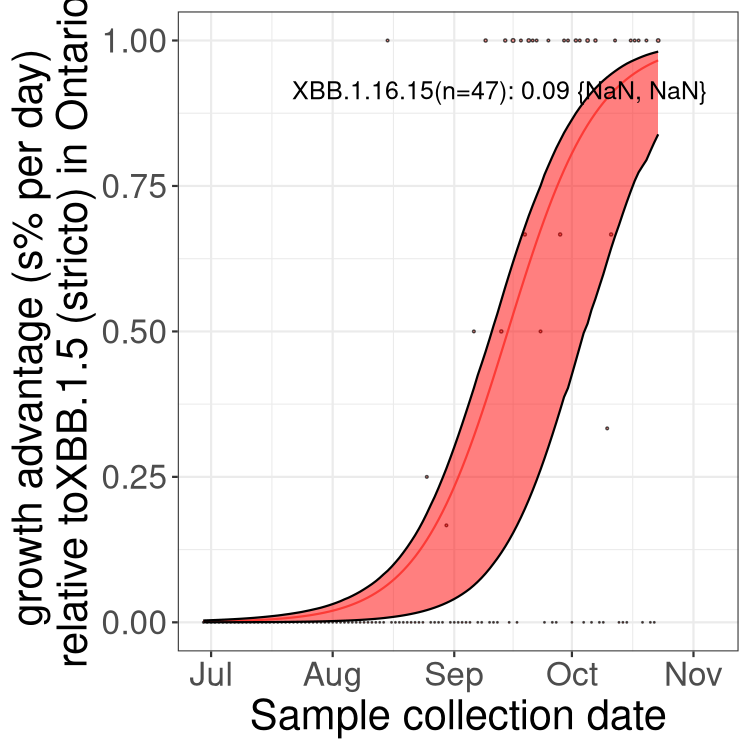 growth advantage (s% per day)
relative toXBB.1.5 (stricto) in Ontario
1.00
0.75
0.50
0.25
0.00
XBB.1.16.15(n=47): 0.09 {NaN, NaN}
Jul Aug Sep Oct Nov
Sample collection date